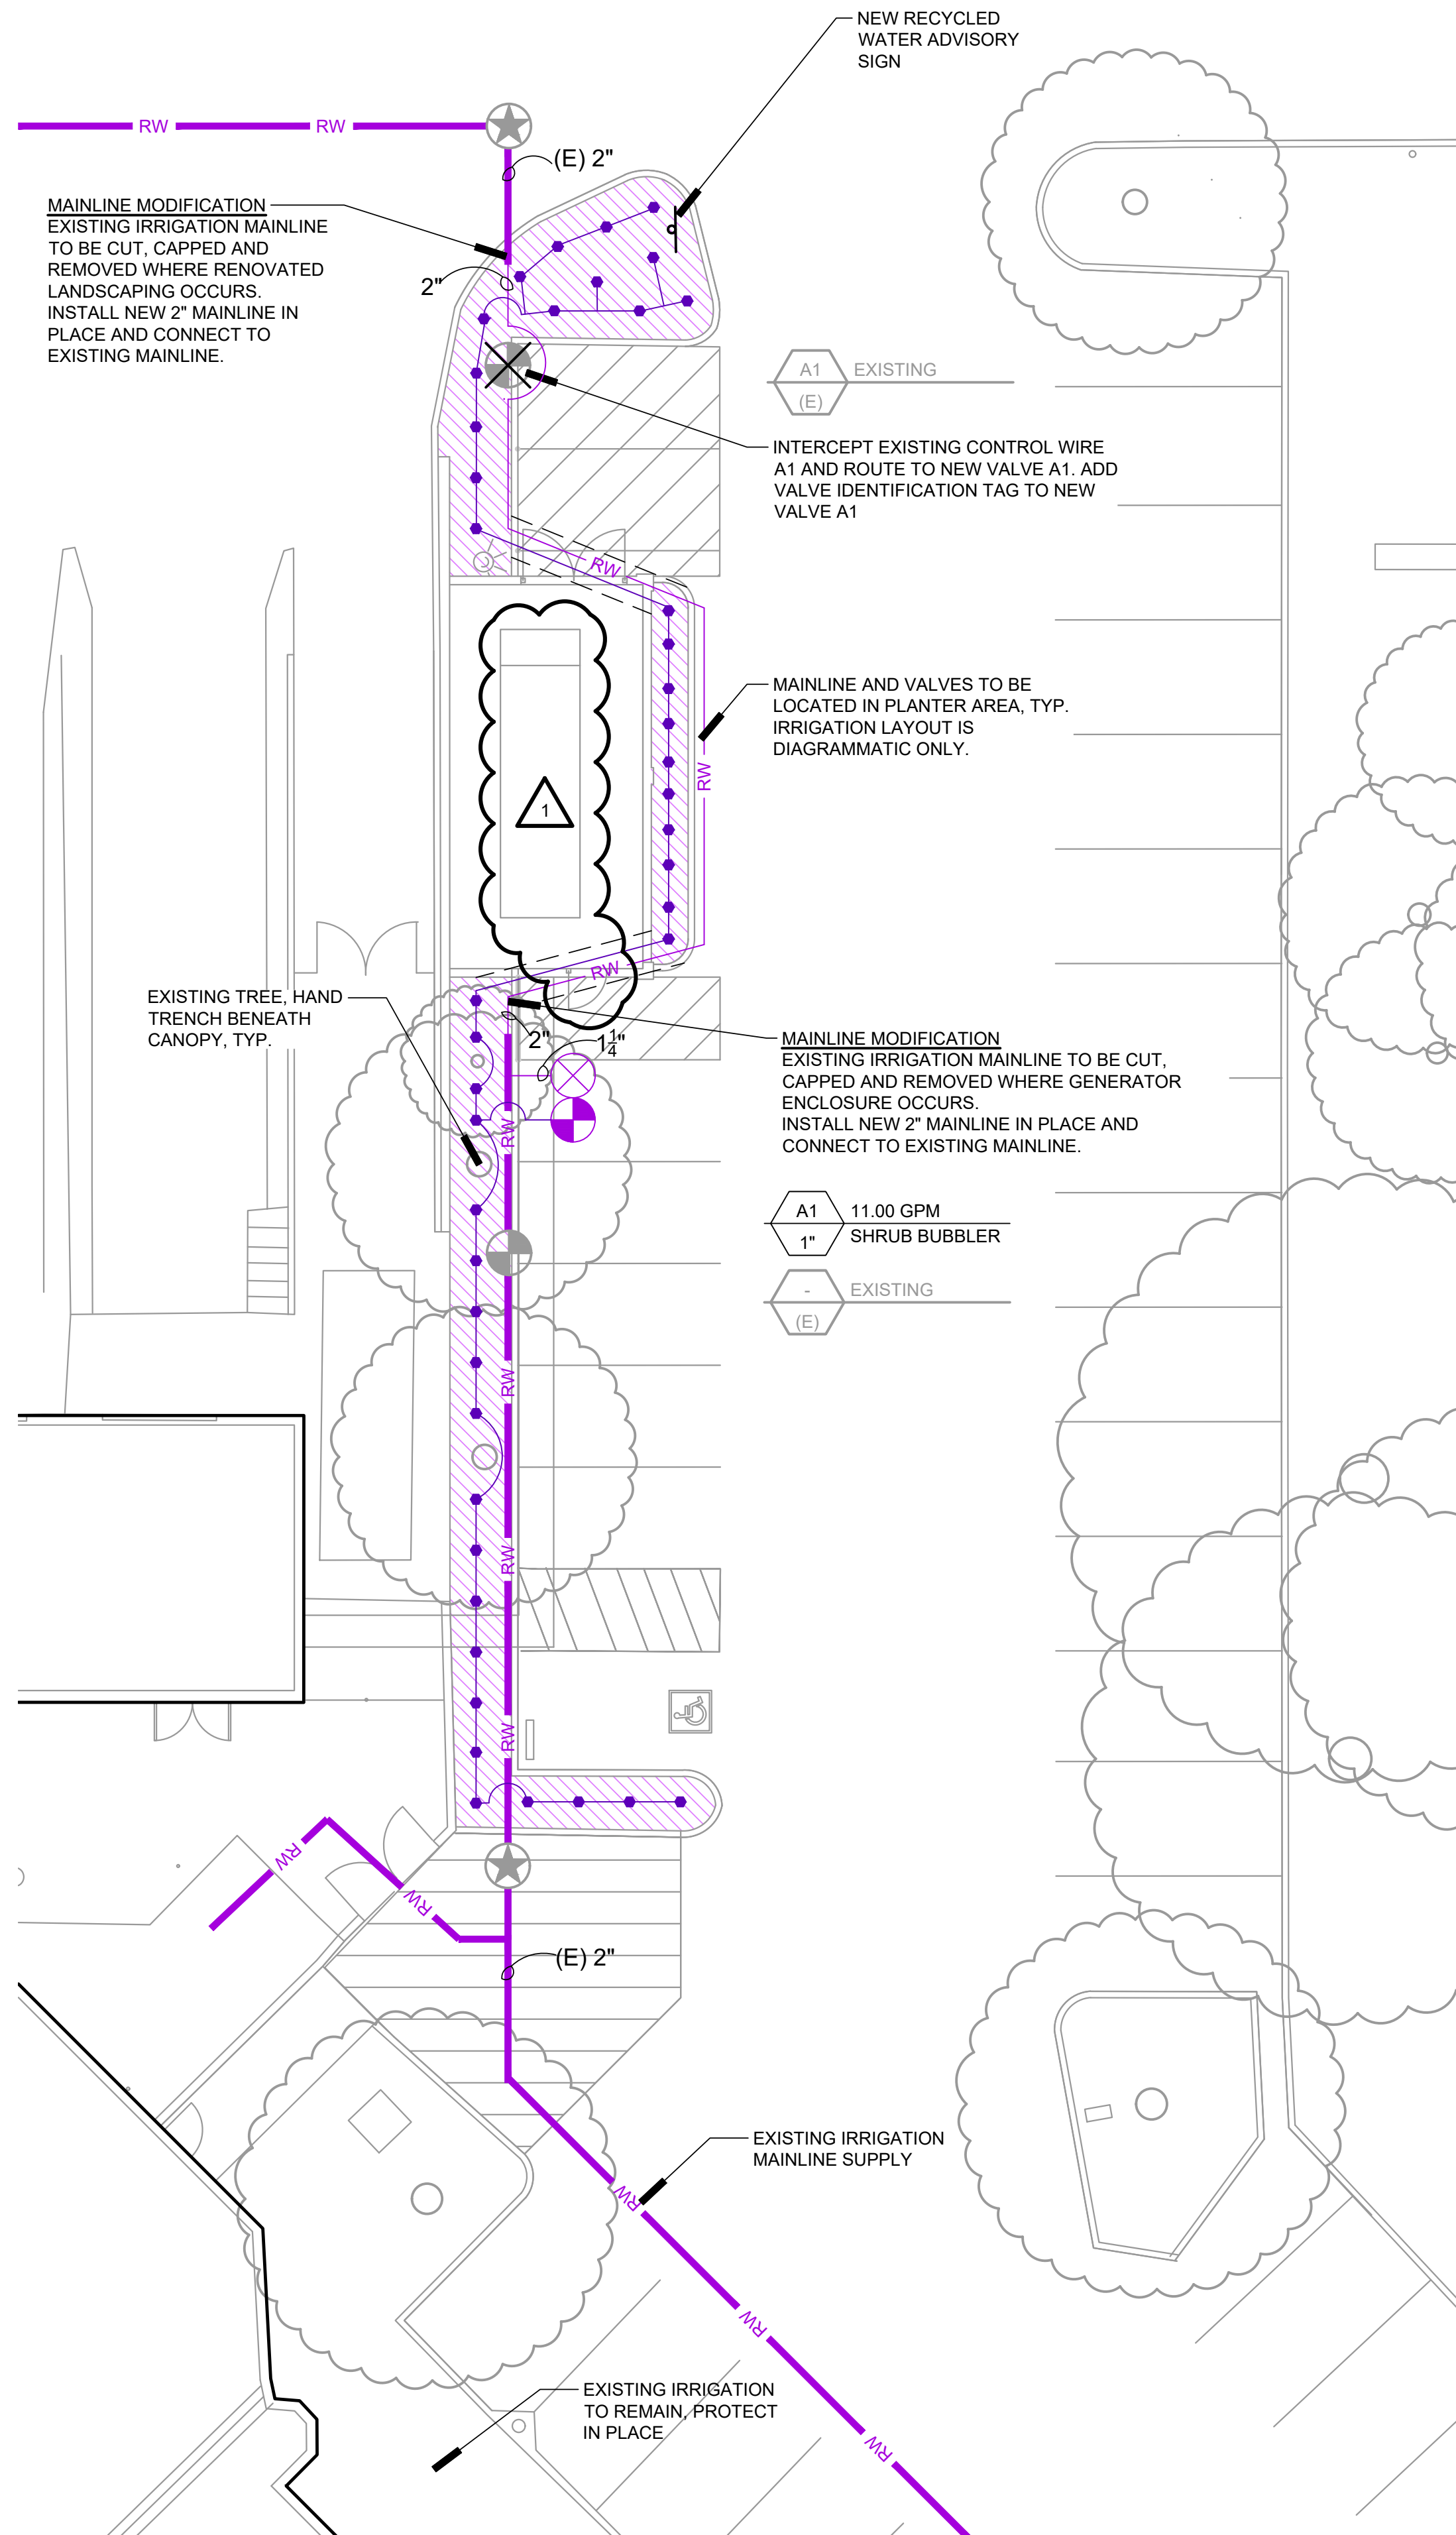 NEW RECYCLED
WATER ADVISORY
SIGN
RW
RW
(E) 2"
MAINLINE MODIFICATION
EXISTING IRRIGATION MAINLINE
TO BE CUT, CAPPED AND
REMOVED WHERE RENOVATED
LANDSCAPING OCCURS.
INSTALL NEW 2" MAINLINE IN
PLACE AND CONNECT TO
EXISTING MAINLINE.
2"
A1
(E)
EXISTING
INTERCEPT EXISTING CONTROL WIRE
A1 AND ROUTE TO NEW VALVE A1. ADD
VALVE IDENTIFICATION TAG TO NEW
VALVE A1
RW
MAINLINE AND VALVES TO BE
LOCATED IN PLANTER AREA, TYP.
IRRIGATION LAYOUT IS
DIAGRAMMATIC ONLY.
RW
1
RW
EXISTING TREE, HAND
TRENCH BENEATH
CANOPY, TYP.
2"
1 1/4"
MAINLINE MODIFICATION
EXISTING IRRIGATION MAINLINE TO BE CUT,
CAPPED AND REMOVED WHERE GENERATOR
ENCLOSURE OCCURS.
INSTALL NEW 2" MAINLINE IN PLACE AND
CONNECT TO EXISTING MAINLINE.
RW
A1
1"
11.00 GPM
SHRUB BUBBLER
-
(E)
EXISTING
RW
RW
RW
RW
RW
(E) 2"
EXISTING IRRIGATION
MAINLINE SUPPLY
RW
RW
EXISTING IRRIGATION
TO REMAIN, PROTECT
IN PLACE
RW